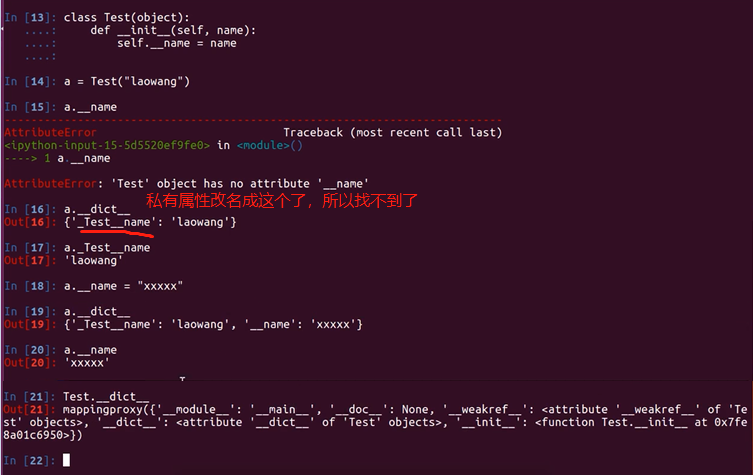 In [13]: class Test(object):
   ....:     def __init__(self, name):
   ....:         self.__name = name
   ....:
In [14]: a = Test("laowang")
In [15]: a.__name
---------------------------------------------------------------------------
AttributeError                            Traceback (most recent call last)
<ipython-input-15-5d5520ef9fe0> in <module>()
----> 1 a.__name
AttributeError: 'Test' object has no attribute '__name'
In [16]: a.__dict__ 私有属性改名成这个了，所以找不到了
Out[16]: {'_Test__name': 'laowang'}
In [17]: a._Test__name
Out[17]: 'laowang'
In [18]: a.__name = "xxxxx"
In [19]: a.__dict__
Out[19]: {'_Test__name': 'laowang', '__name': 'xxxxx'}
In [20]: a.__name
Out[20]: 'xxxxx'
In [21]: Test.__dict__
Out[21]: mappingproxy({'__module__': '__main__', '__doc__': None, '__weakref__': <attribute '__weakref__' of 'Te
st' objects>, '__dict__': <attribute '__dict__' of 'Test' objects>, '__init__': <function Test.__init__ at 0x7fe
8a01c6950>})
In [22]: